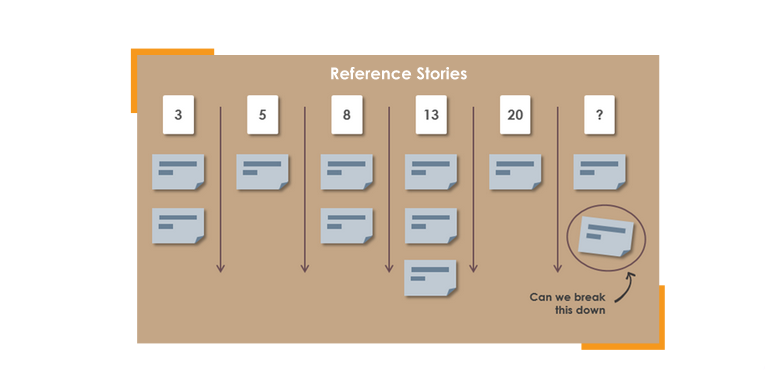 Reference Stories
3 5 8 13 20 ?
Can we break
this down